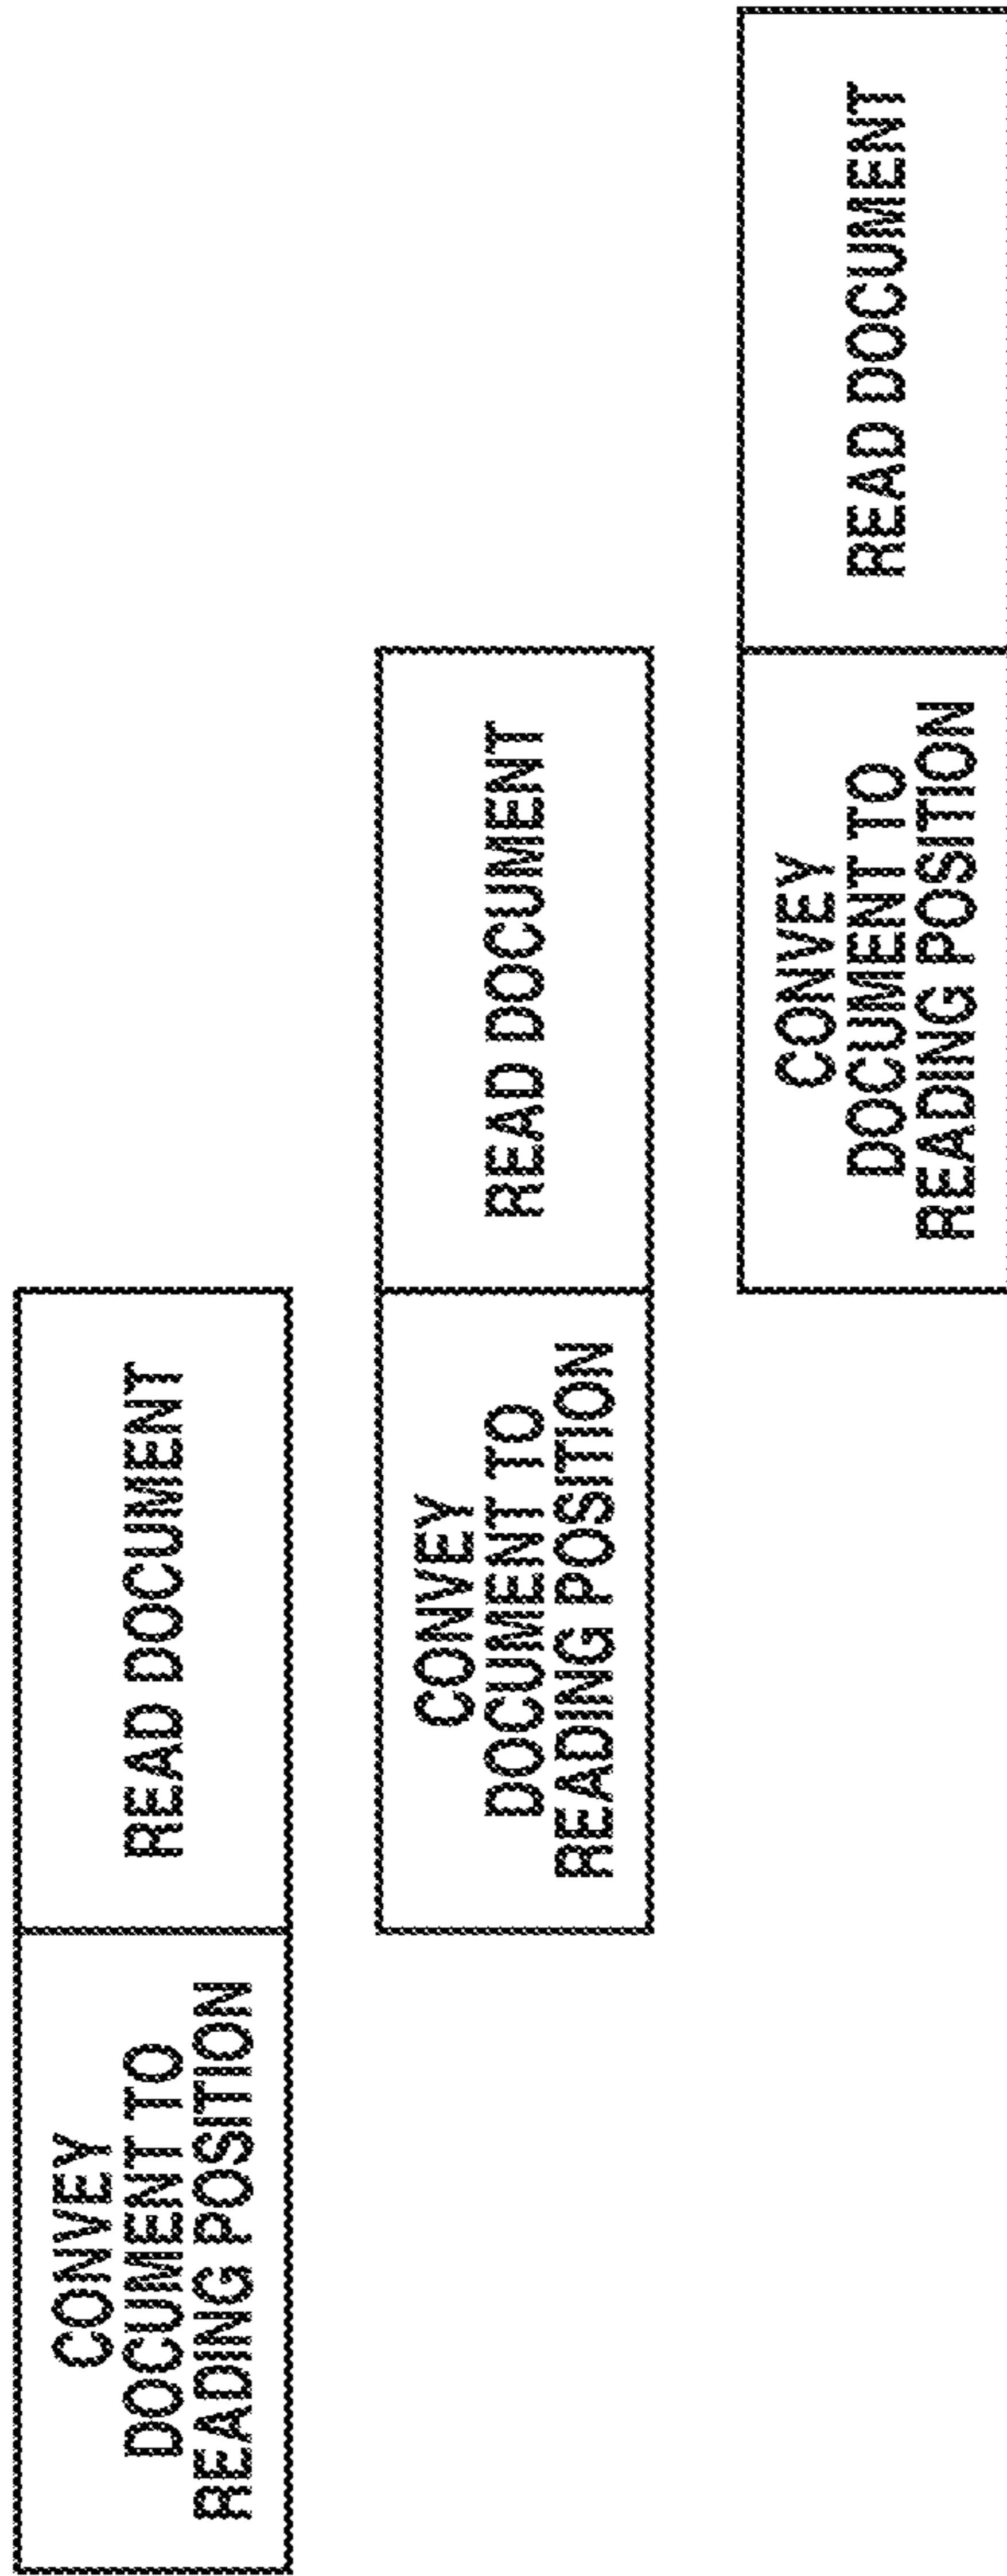 CONVEY
DOCUMENT TO
READING POSITION
READ DOCUMENT
CONVEY
DOCUMENT TO
READING POSITION
READ DOCUMENT
CONVEY
DOCUMENT TO
READING POSITION
READ DOCUMENT